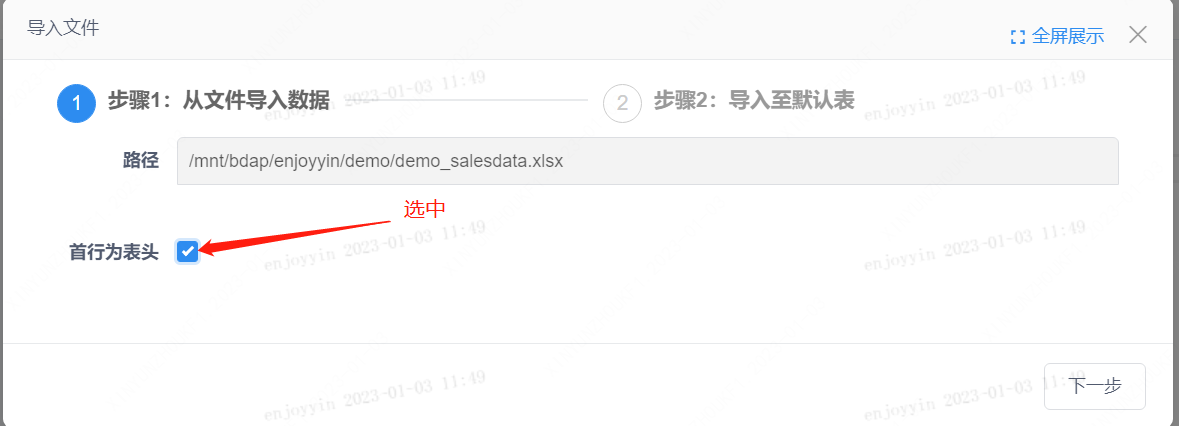 导入文件
全屏展示
1 步骤1：从文件导入数据
2 步骤2：导入至默认表
enjoyyin 2023-01-03 11:49
enjoyyin 2023-01-03 11:49
路径 /mnt/bdap/enjoyyin/demo/demo_salesdata.xlsx
选中
首行为表头
enjoyyin 2023-01-03 11:49
enjoyyin 2023-01-03 11:49
下一步
enjoyyin 2023-01-03 11:49
enjoyyin 2023-01-03 11:49